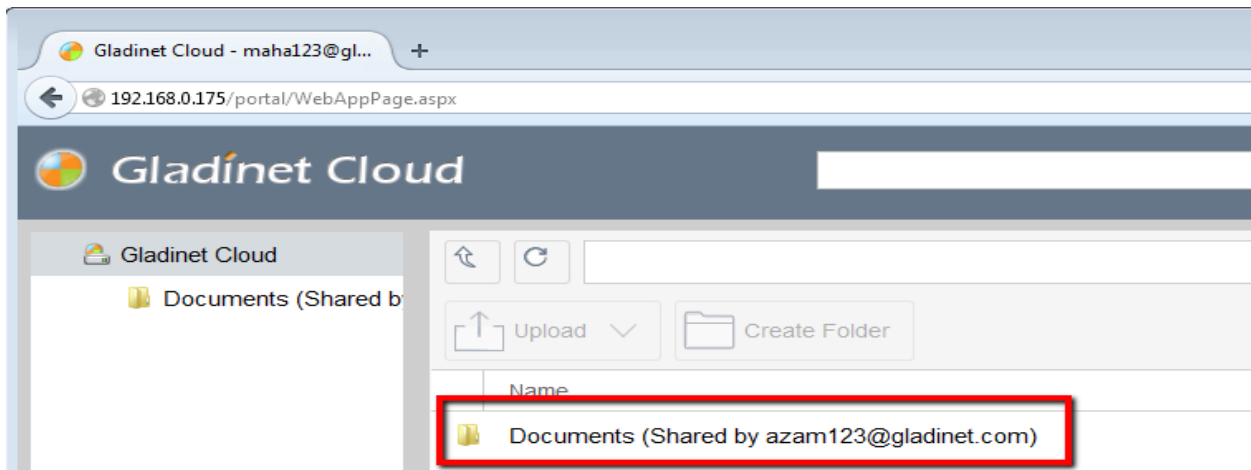 Gladinet Cloud - maha123@gl...
192.168.0.175/portal/WebAppPage.aspx
Gladinet Cloud
Gladinet Cloud
Documents (Shared by
Upload
Create Folder
Name
Documents (Shared by azam123@gladinet.com)